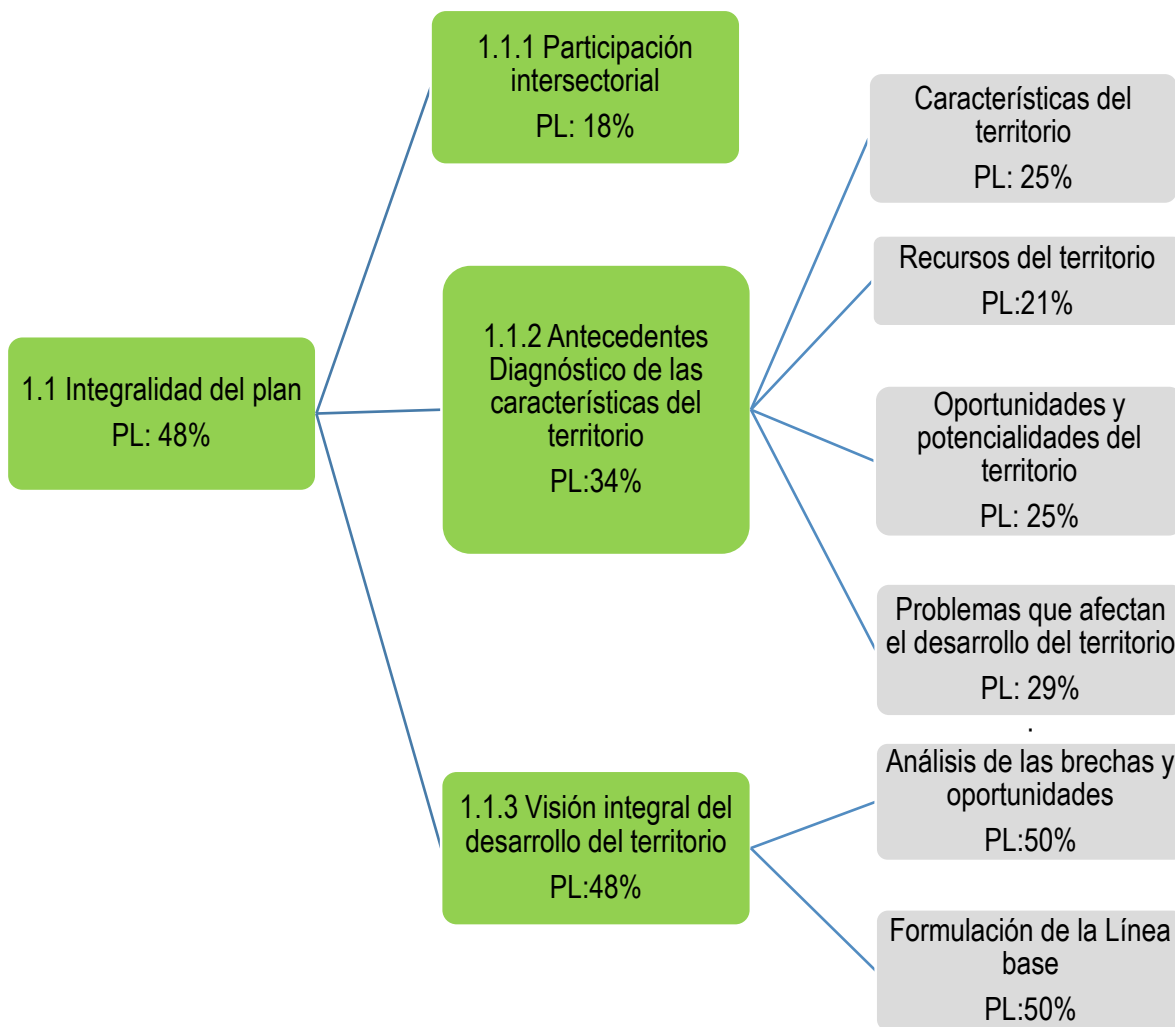 1.1 Integralidad del plan
PL: 48%
1.1.1 Participación
intersectorial
PL: 18%
1.1.2 Antecedentes
Diagnóstico de las
características del
territorio
PL:34%
1.1.3 Visión integral del
desarrollo del territorio
PL:48%
Características del
territorio
PL: 25%
Recursos del territorio
PL:21%
Oportunidades y
potencialidades del
territorio
PL: 25%
Problemas que afectan
el desarrollo del territorio
PL: 29%
.
Análisis de las brechas y
oportunidades
PL:50%
Formulación de la Línea
base
PL:50%